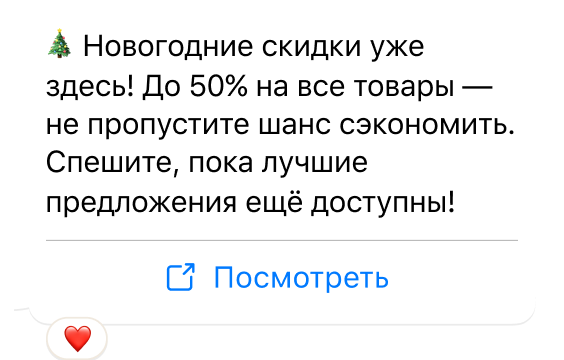 🎄 Новогодние скидки уже
здесь! До 50% на все товары —
не пропустите шанс сэкономить.
Спешите, пока лучшие
предложения ещё доступны!
Посмотреть